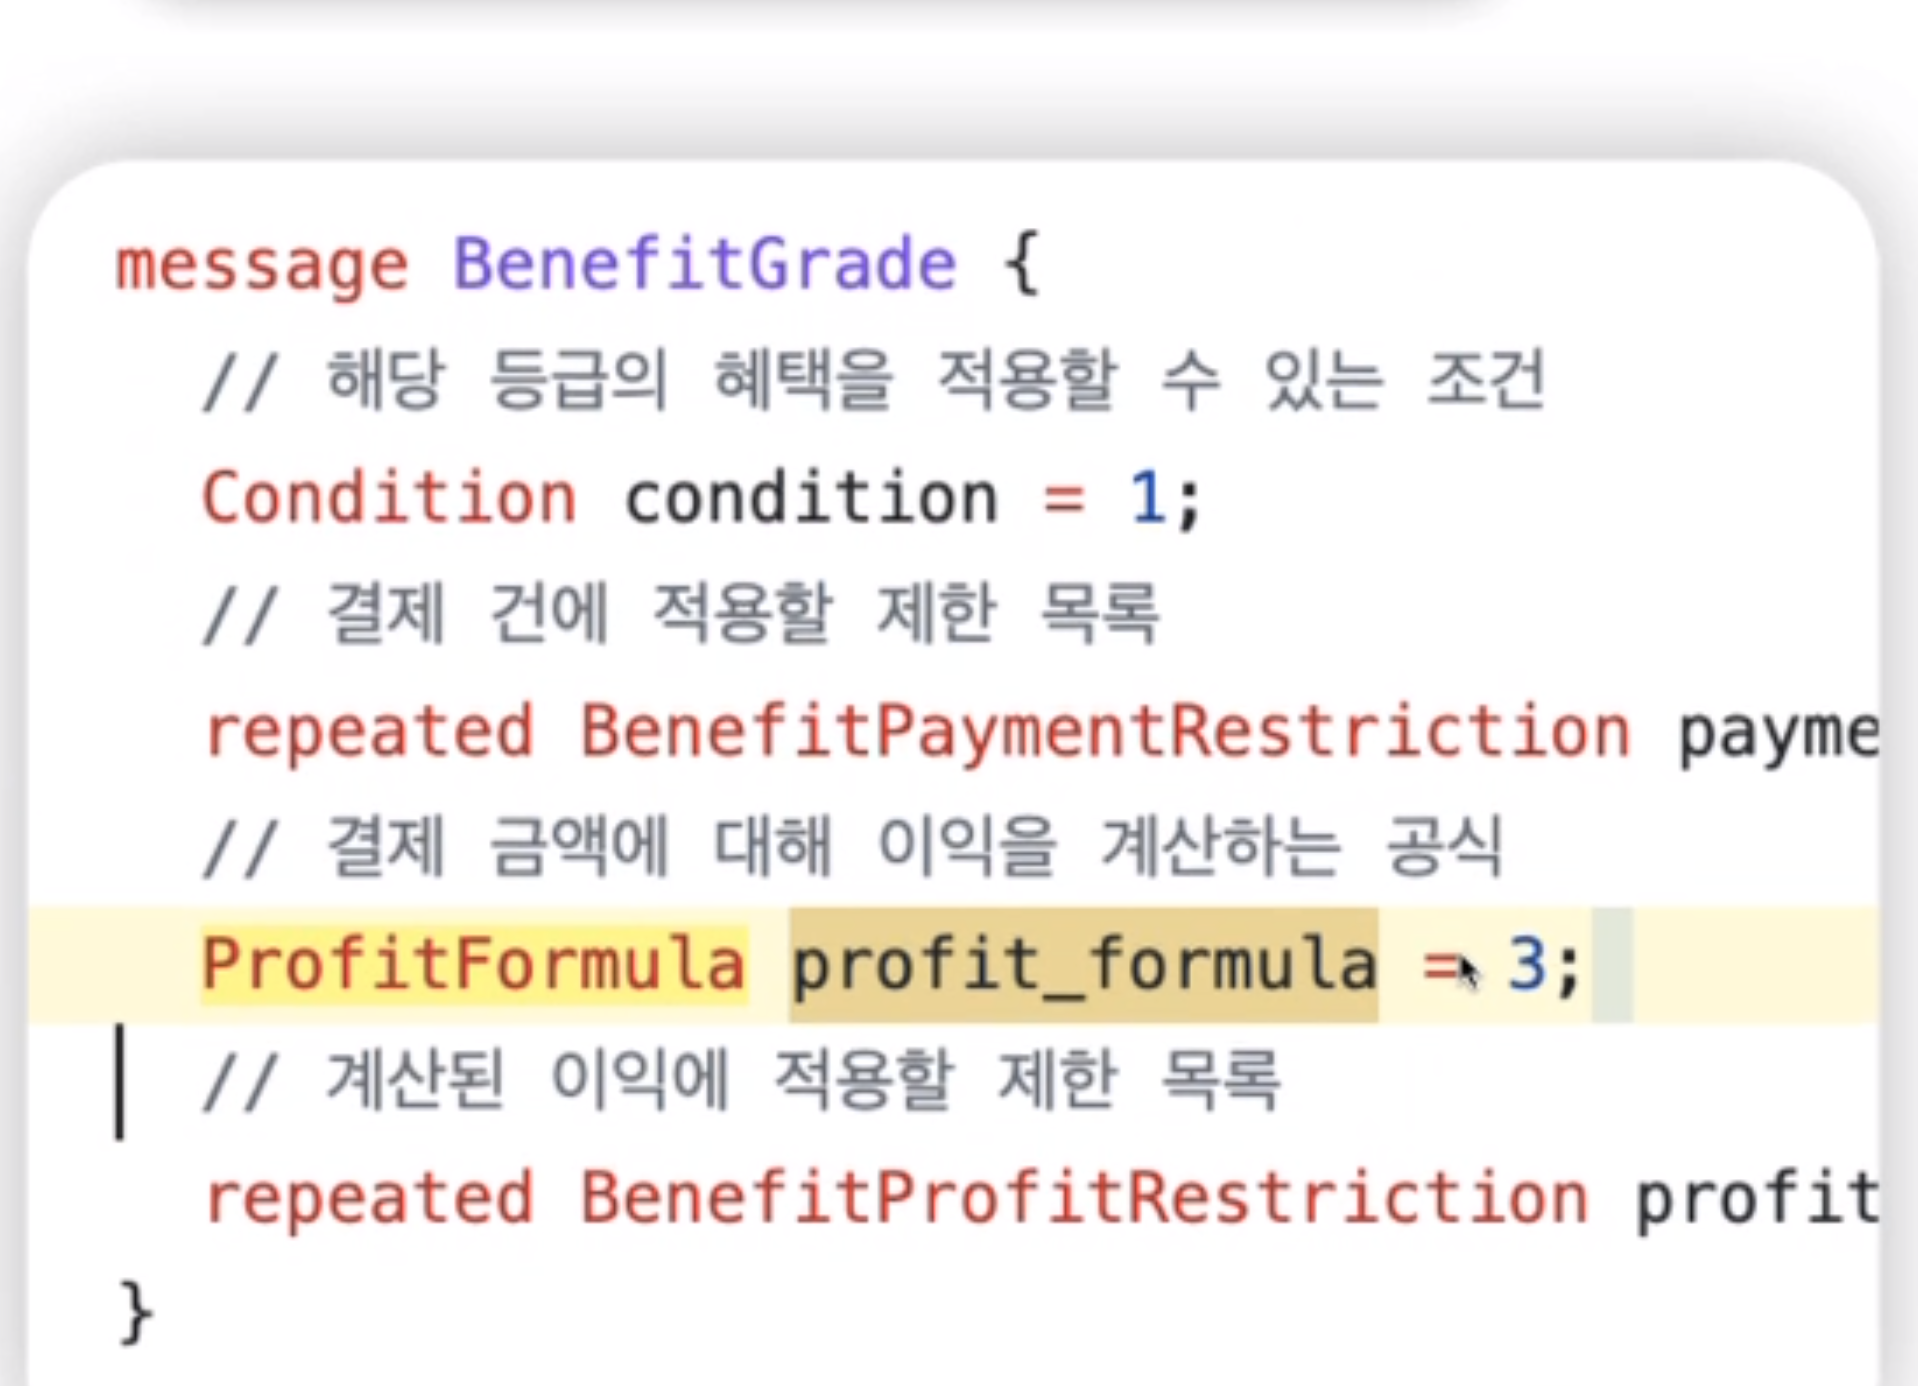 message BenefitGrade {
// 해당 등급의 혜택을 적용할 수 있는 조건
Condition condition = 1;
// 결제 건에 적용할 제한 목록
repeated BenefitPaymentRestriction payme
// 결제 금액에 대해 이익을 계산하는 공식
ProfitFormula profit_formula = 3;
// 계산된 이익에 적용할 제한 목록
repeated BenefitProfitRestriction profit
}